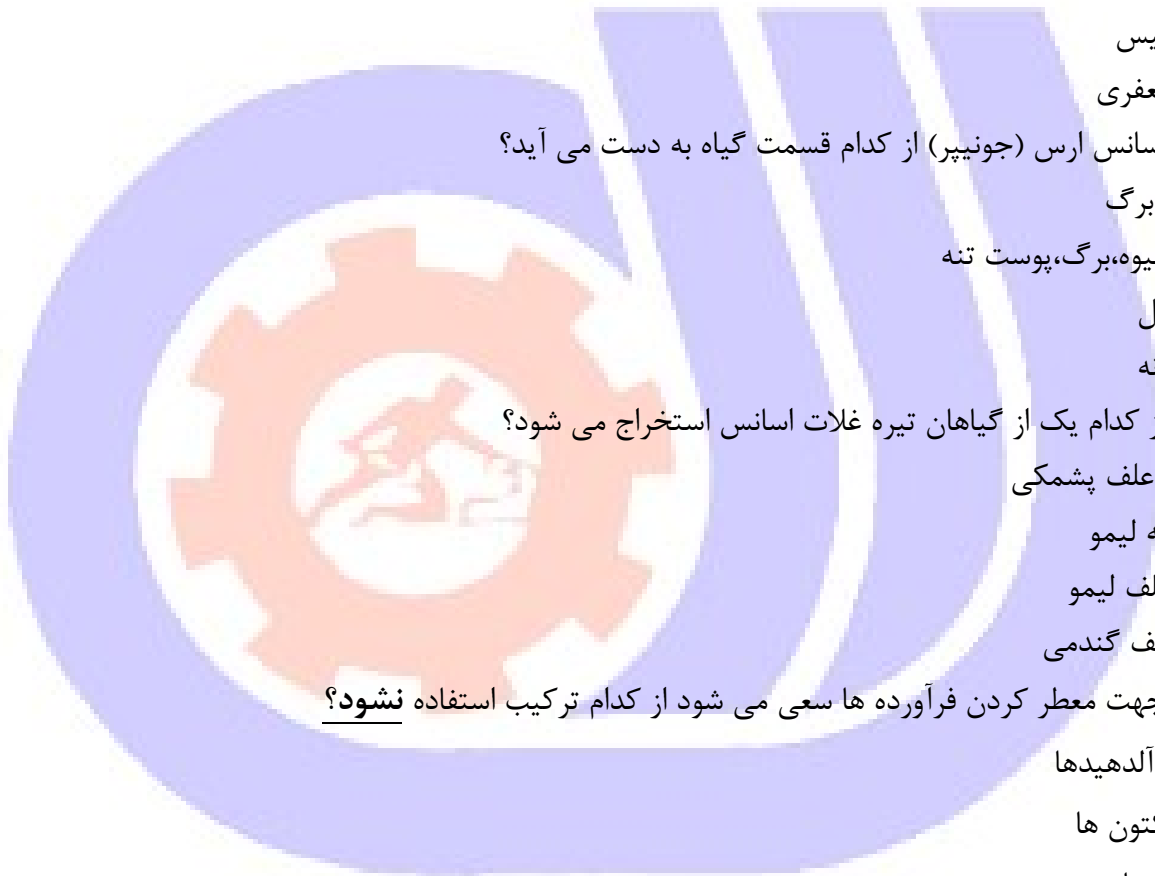 یس
عفری
سانس ارس (جونیپر) از کدام قسمت گیاه به دست می آید؟
برگ
یوه،برگ،پوست تنه
ل
نه
ز کدام یک از گیاهان تیره غلات اسانس استخراج می شود؟
علف پشمکی
ه لیمو
لف لیمو
ف گندمی
جهت معطر کردن فرآورده ها سعی می شود از کدام ترکیب استفاده نشود؟
آلدهیدها
کتون ها